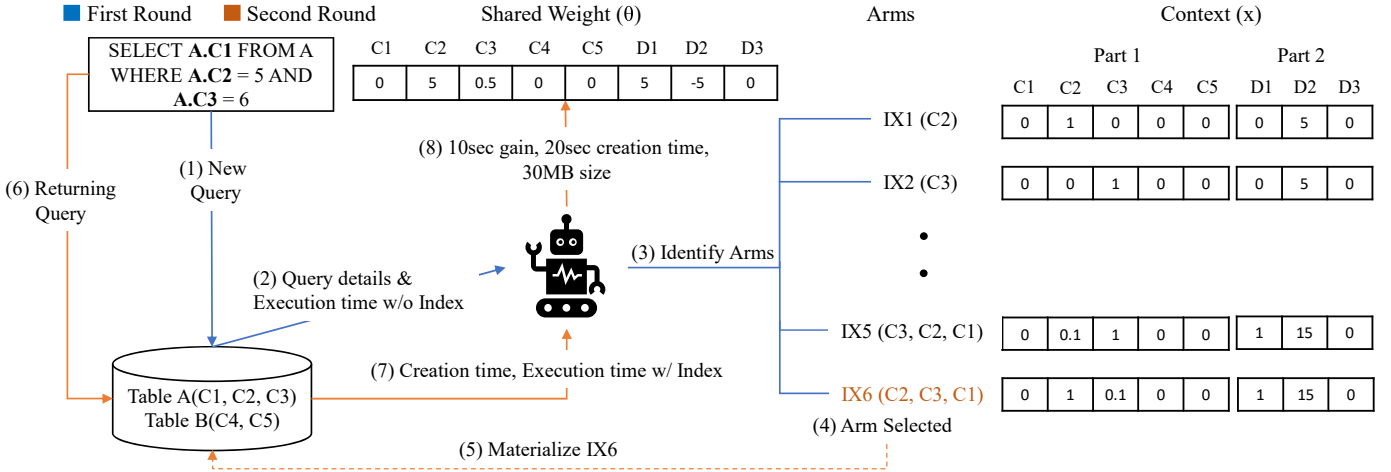 First Round
Second Round
Shared Weight (θ)
Arms
Context (x)
SELECT A.C1 FROM A
WHERE A.C2 = 5 AND
A.C3 = 6
C1 C2 C3 C4 C5 D1 D2 D3
0 5 0.5 0 0 5 -5 0
Part 1
Part 2
C1 C2 C3 C4 C5 D1 D2 D3
IX1 (C2)
0 1 0 0 0 0 5 0
(8) 10sec gain, 20sec creation time,
30MB size
(1) New
Query
(6) Returning
Query
IX2 (C3)
0 0 1 0 0 0 5 0
(3) Identify Arms
(2) Query details &
Execution time w/o Index
IX5 (C3, C2, C1)
0 0.1 1 0 0 1 15 0
(7) Creation time, Execution time w/ Index
Table A(C1, C2, C3)
Table B(C4, C5)
IX6 (C2, C3, C1)
0 1 0.1 0 0 1 15 0
(4) Arm Selected
(5) Materialize IX6